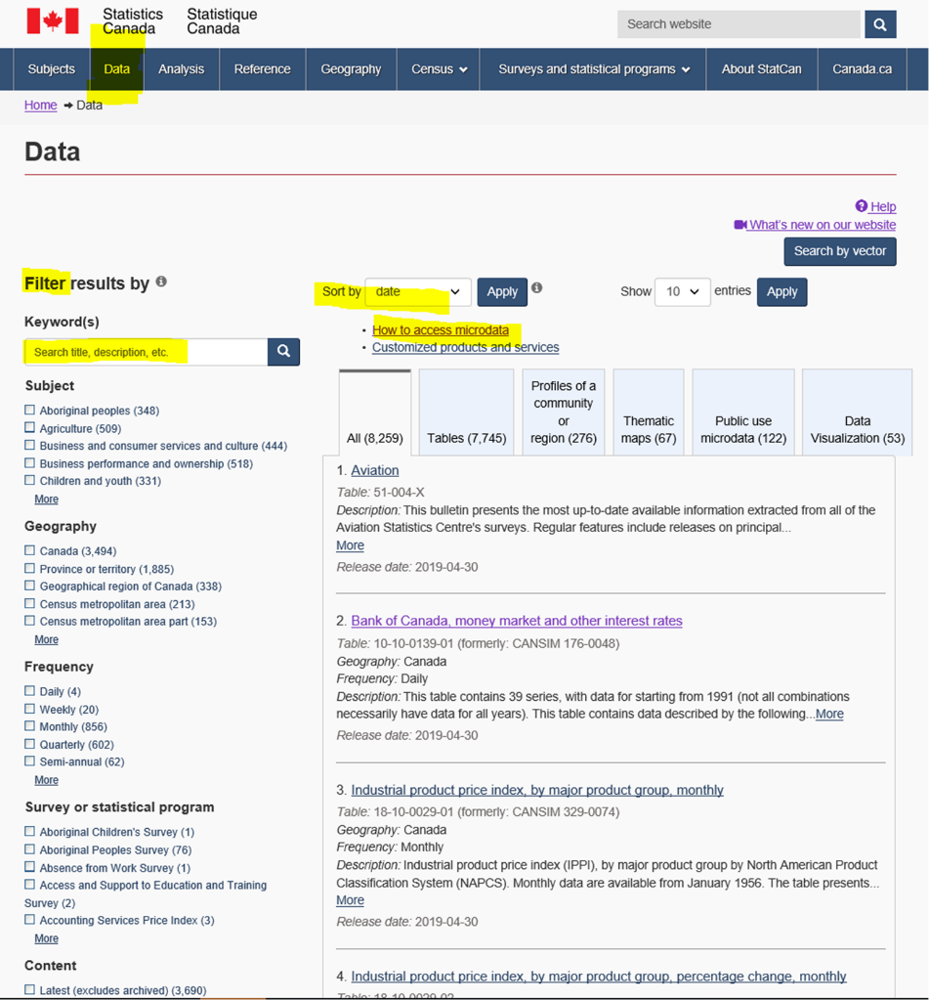 Statistics Statistique
Canada Canada
Search website
Subjects Data Analysis Reference Geography Census Surveys and statistical programs About StatCan Canada.ca
Home ➔ Data
Data
Help
What's new on our website
Search by vector
Filter results by
Sort by date Apply Show 10 entries Apply
Keyword(s)
Search title, description, etc.
Subject
Aboriginal peoples (348)
Agriculture (509)
Business and consumer services and culture (444)
Business performance and ownership (518)
Children and youth (331)
More
Geography
Canada (3,494)
Province or territory (1,885)
Geographical region of Canada (338)
Census metropolitan area (213)
Census metropolitan area part (153)
More
Frequency
Daily (4)
Weekly (20)
Monthly (856)
Quarterly (602)
Semi-annual (62)
More
Survey or statistical program
Aboriginal Children's Survey (1)
Aboriginal Peoples Survey (76)
Absence from Work Survey (1)
Access and Support to Education and Training
Survey (2)
Accounting Services Price Index (3)
More
Content
Latest (excludes archived) (3,690)
• How to access microdata
• Customized products and services
All (8,259)
Tables (7,745)
Profiles of a
community
or
region (276)
Thematic
maps (67)
Public use
microdata (122)
Data
Visualization (53)
1. Aviation
Table: 51-004-X
Description: This bulletin presents the most up-to-date available information extracted from all of the
Aviation Statistics Centre's surveys. Regular features include releases on principal...
More
Release date: 2019-04-30
2. Bank of Canada, money market and other interest rates
Table: 10-10-0139-01 (formerly: CANSIM 176-0048)
Geography: Canada
Frequency: Daily
Description: This table contains 39 series, with data for starting from 1991 (not all combinations
necessarily have data for all years). This table contains data described by the following...More
Release date: 2019-04-30
3. Industrial product price index, by major product group, monthly
Table: 18-10-0029-01 (formerly: CANSIM 329-0074)
Geography: Canada
Frequency: Monthly
Description: Industrial product price index (IPPI), by major product group by North American Product
Classification System (NAPCS). Monthly data are available from January 1956. The table presents...
More
Release date: 2019-04-30
4. Industrial product price index, by major product group, percentage change, monthly
Table: 18-10-0029-02